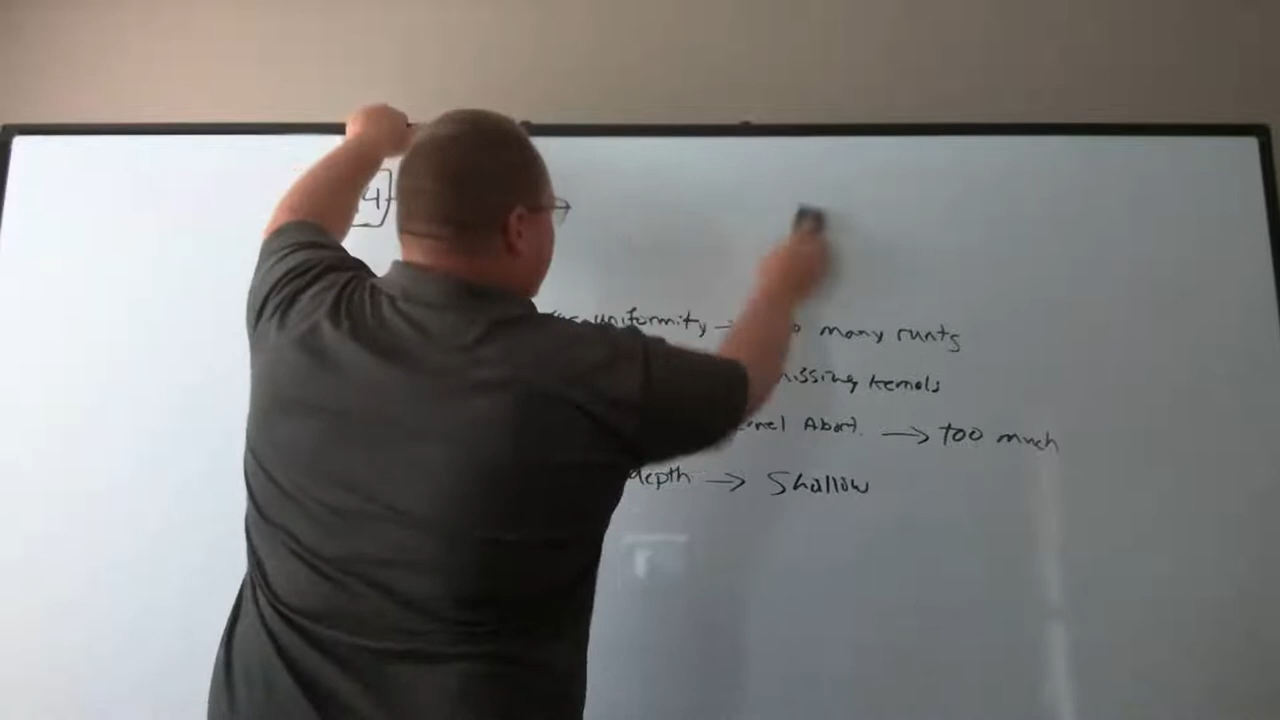 4
uniformity → many runts
missing kernels
Abort. → too much
depth → Shallow